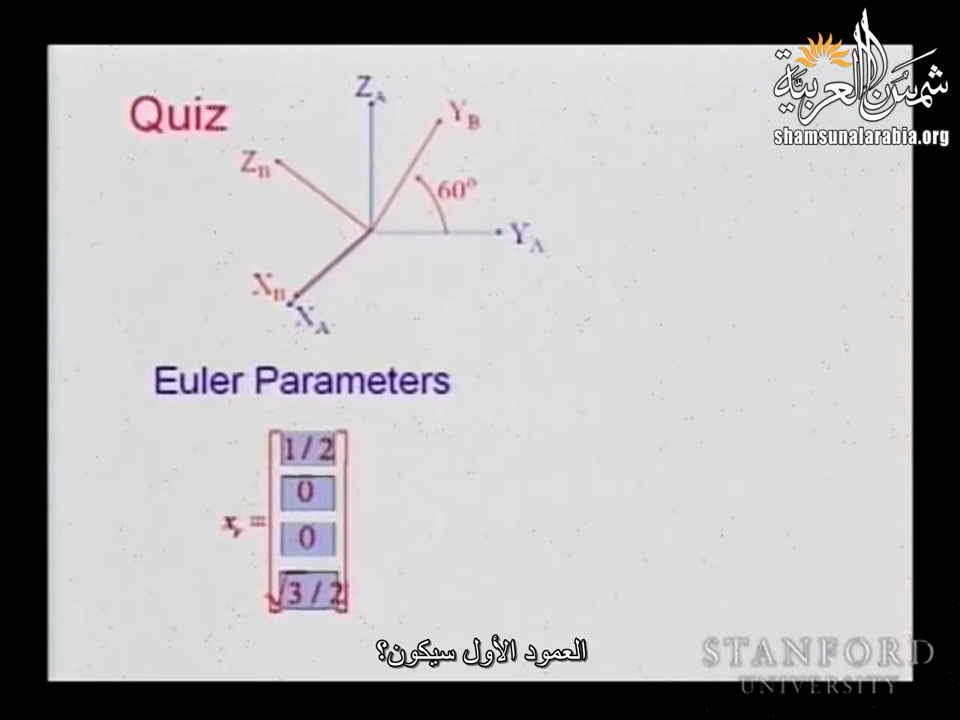 شمس العربية
shamsunalarabia.org
Quiz
Z_A
Y_B
Z_B
60°
Y_A
X_B
X_A
Euler Parameters
1 / 2
0
x_r =
0
√3 / 2
العمود الأول سيكون؟
STANFORD
UNIVERSITY